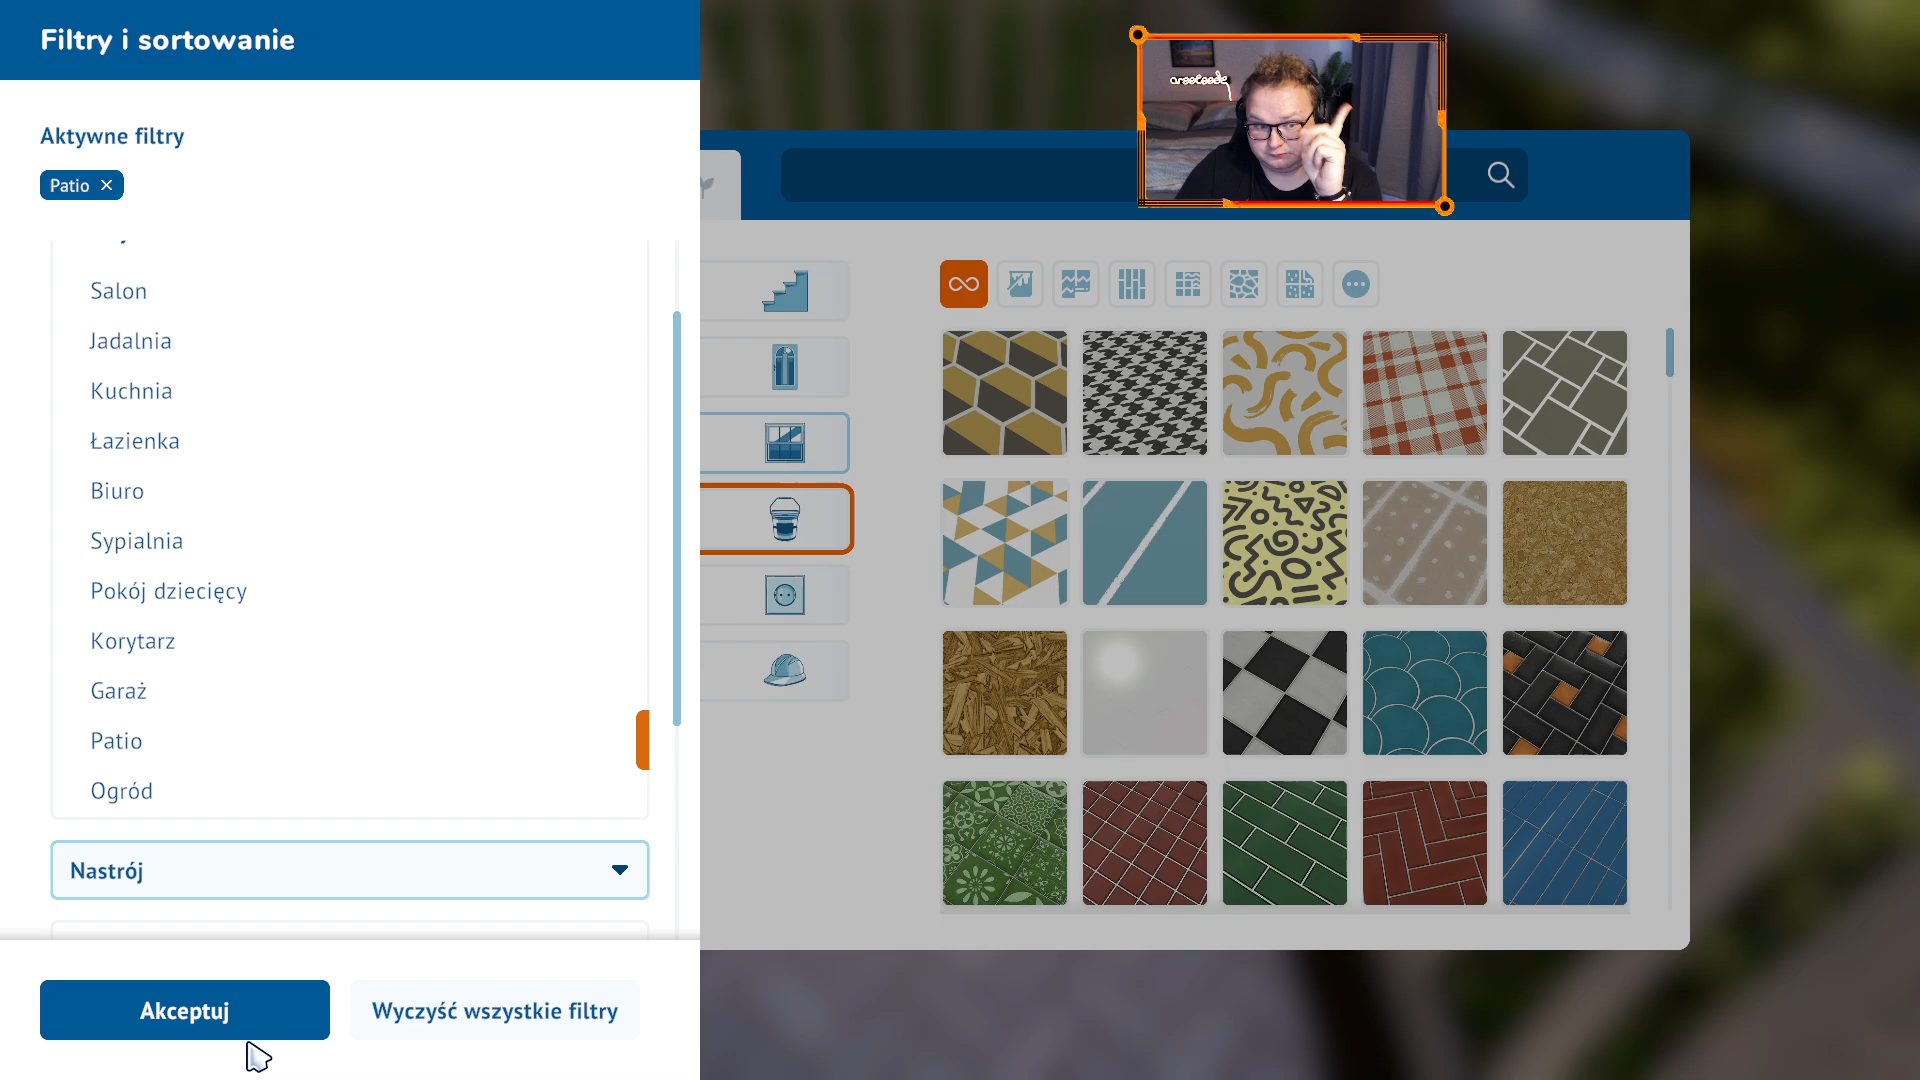 Filtry i sortowanie
Aktywne filtry
Patio
Salon
Jadalnia
Kuchnia
Łazienka
Biuro
Sypialnia
Pokój dziecięcy
Korytarz
Garaż
Patio
Ogród
Nastrój
Akceptuj
Wyczyść wszystkie filtry